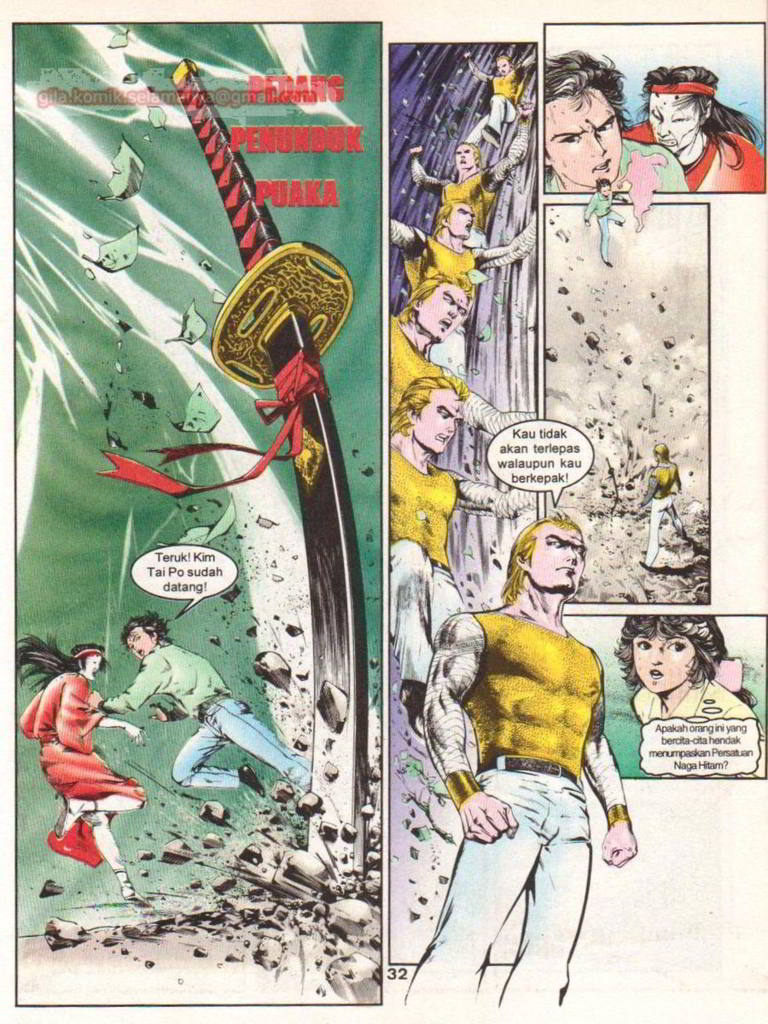 PEDANG
gila.komik.selamanya@gmail.com
PENUNDUK
PUAKA
Teruk! Kim
Tai Po sudah
datang!
Kau tidak
akan terlepas
walaupun kau
berkepak!
Apakah orang ini yang
bercita-cita hendak
menumpaskan Persatuan
Naga Hitam?
32